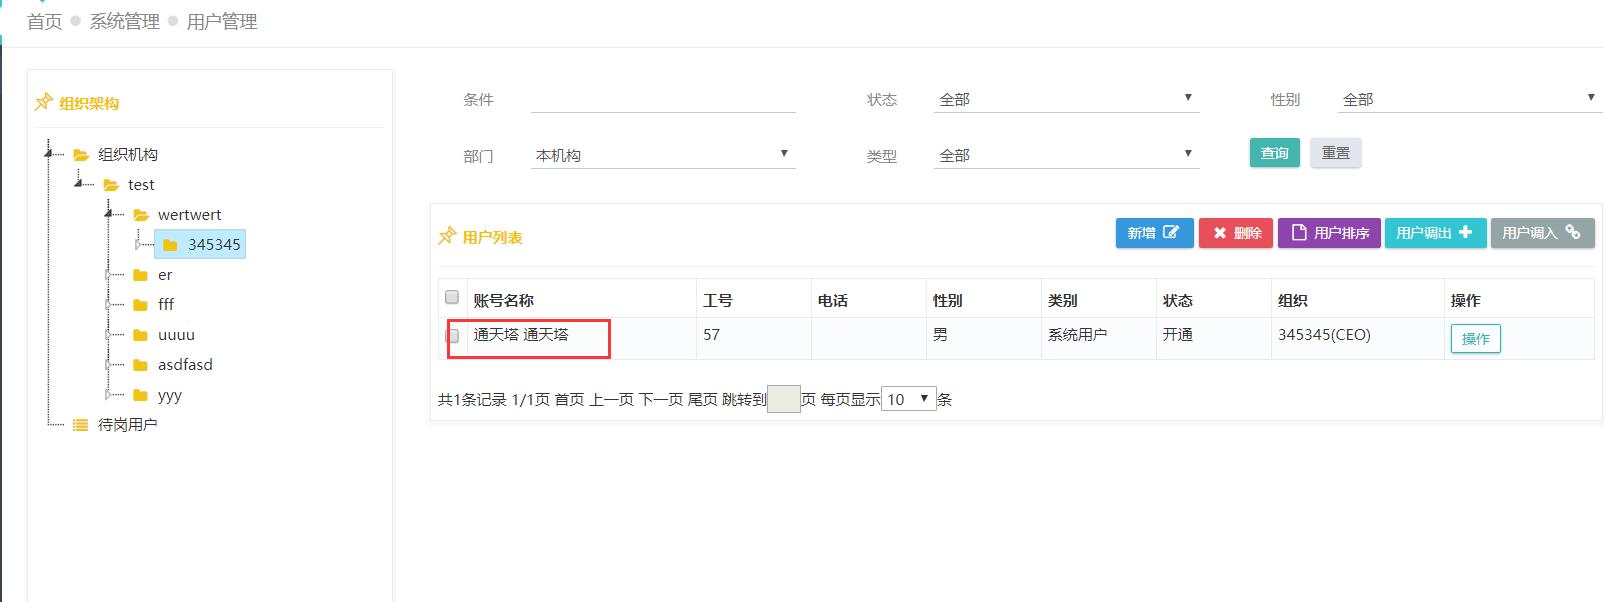 首页 系统管理 用户管理
组织架构
组织机构
test
wertwert
345345
er
fff
uuuu
asdfasd
yyy
待岗用户
条件 状态 全部 性别 全部
部门 本机构 类型 全部 查询 重置
用户列表 新增 删除 用户排序 用户调出 用户调入
账号名称 工号 电话 性别 类别 状态 组织 操作
通天塔 通天塔 57 男 系统用户 开通 345345(CEO) 操作
共1条记录 1/1页 首页 上一页 下一页 尾页 跳转到 页 每页显示 10 条